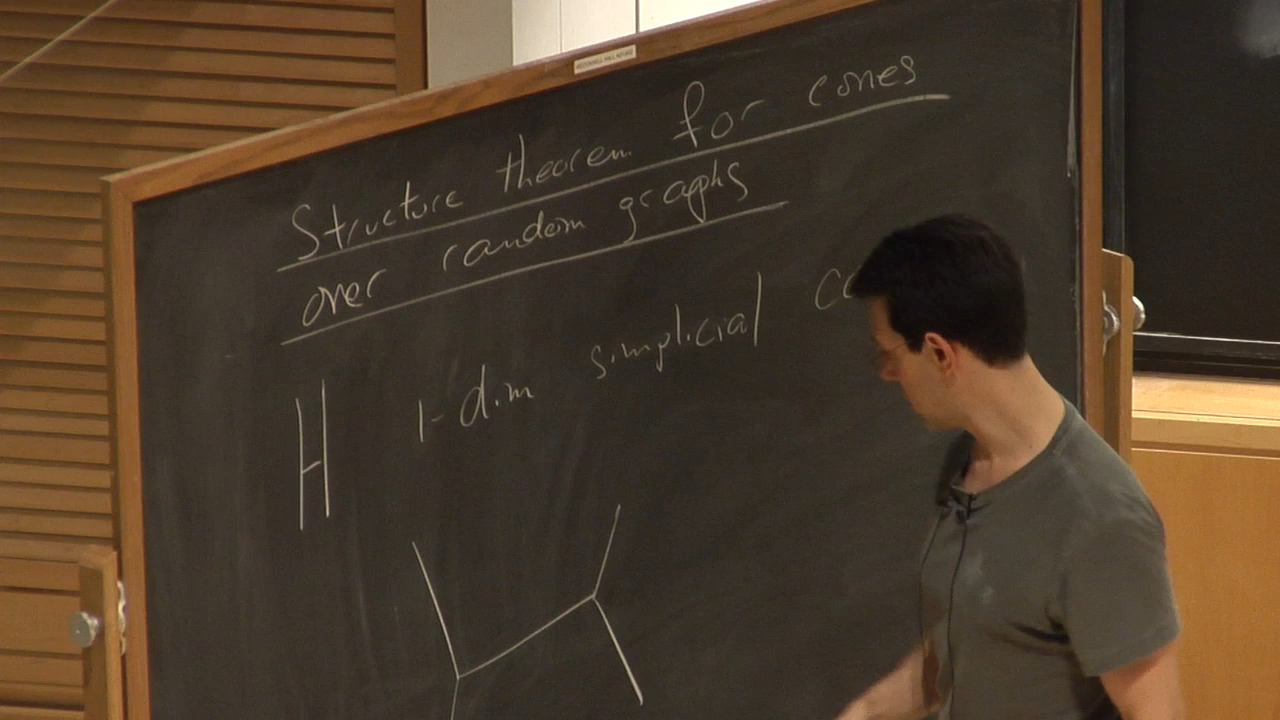 Structure theorem for cones
over random graphs
H 1-dim simplicial